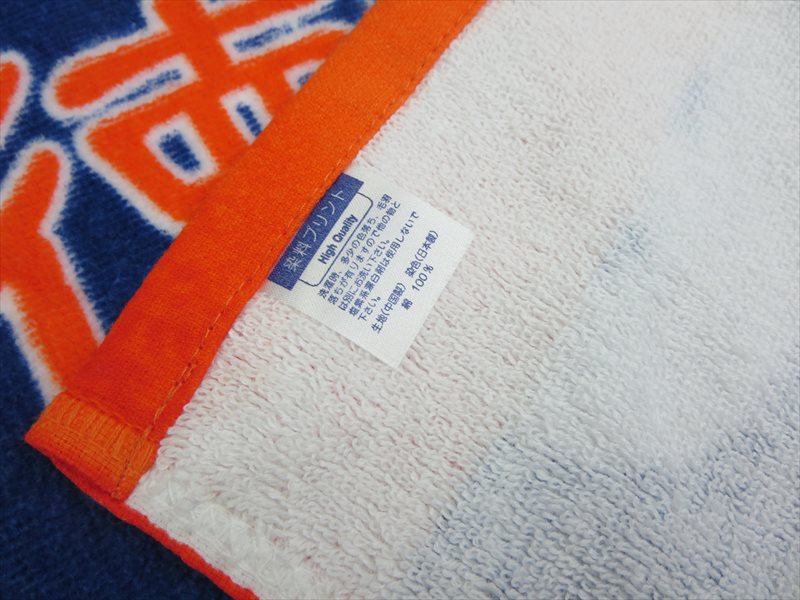 染料プリント
High Quality
洗濯時、多少の色落ち、毛羽
落ちが有りますので他の物と
は別にお洗い下さい。
塩素系漂白剤は使用しないで
下さい。
生地(中国製) 染色(日本製)
綿 100%